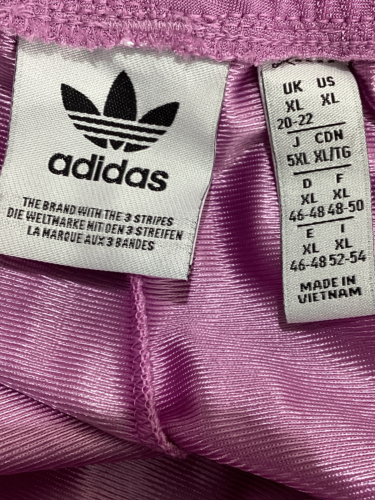 adidas
THE BRAND WITH THE 3 STRIPES
DIE WELTMARKE MIT DEN 3 STREIFEN
LA MARQUE AUX 3 BANDES
UK US
XL XL
20-22
J CDN
5XL XL/TG
D F
XL XL
46-48 48-50
E I
XL XL
46-48 52-54
MADE IN
VIETNAM